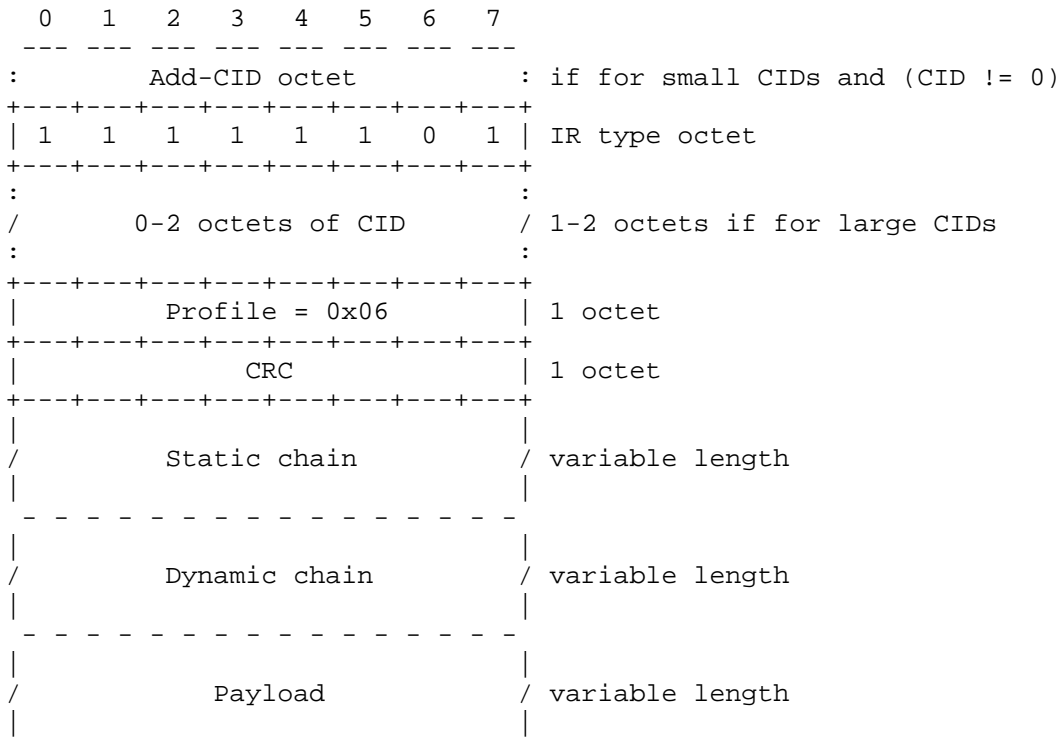 0   1   2   3   4   5   6   7
    --- --- --- --- --- --- --- ---
   :         Add-CID octet         : if for small CIDs and (CID != 0)
   +---+---+---+---+---+---+---+---+
   | 1   1   1   1   1   1   0   1 | IR type octet
   +---+---+---+---+---+---+---+---+
   :                               :
   /       0-2 octets of CID       / 1-2 octets if for large CIDs
   :                               :
   +---+---+---+---+---+---+---+---+
   |         Profile = 0x06        | 1 octet
   +---+---+---+---+---+---+---+---+
   |              CRC              | 1 octet
   +---+---+---+---+---+---+---+---+
   |                               |
   /         Static chain          / variable length
   |                               |
    - - - - - - - - - - - - - - - -
   |                               |
   /         Dynamic chain         / variable length
   |                               |
    - - - - - - - - - - - - - - - -
   |                               |
   /            Payload            / variable length
   |                               |